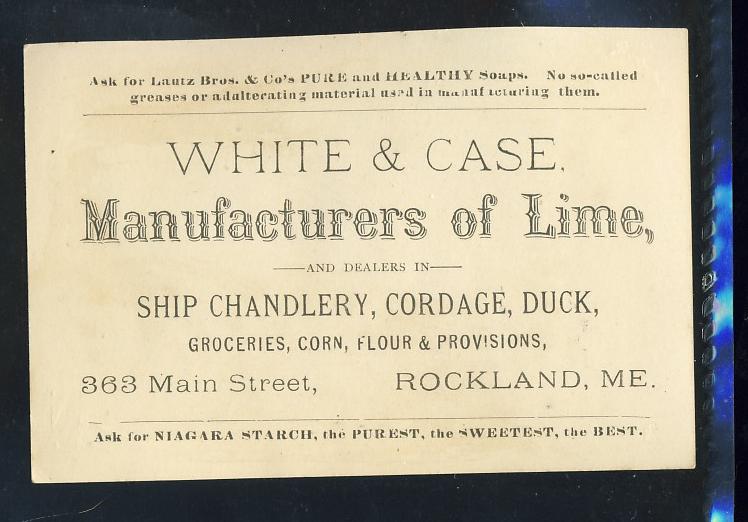 Ask for Lautz Bros. & Co's PURE and HEALTHY Soaps. No so-called
greases or adulterating material used in manufacturing them.
WHITE & CASE.
Manufacturers of Lime,
AND DEALERS IN
SHIP CHANDLERY, CORDAGE, DUCK,
GROCERIES, CORN, FLOUR & PROVISIONS,
363 Main Street, ROCKLAND, ME.
Ask for NIAGARA STARCH, the PUREST, the SWEETEST, the BEST.